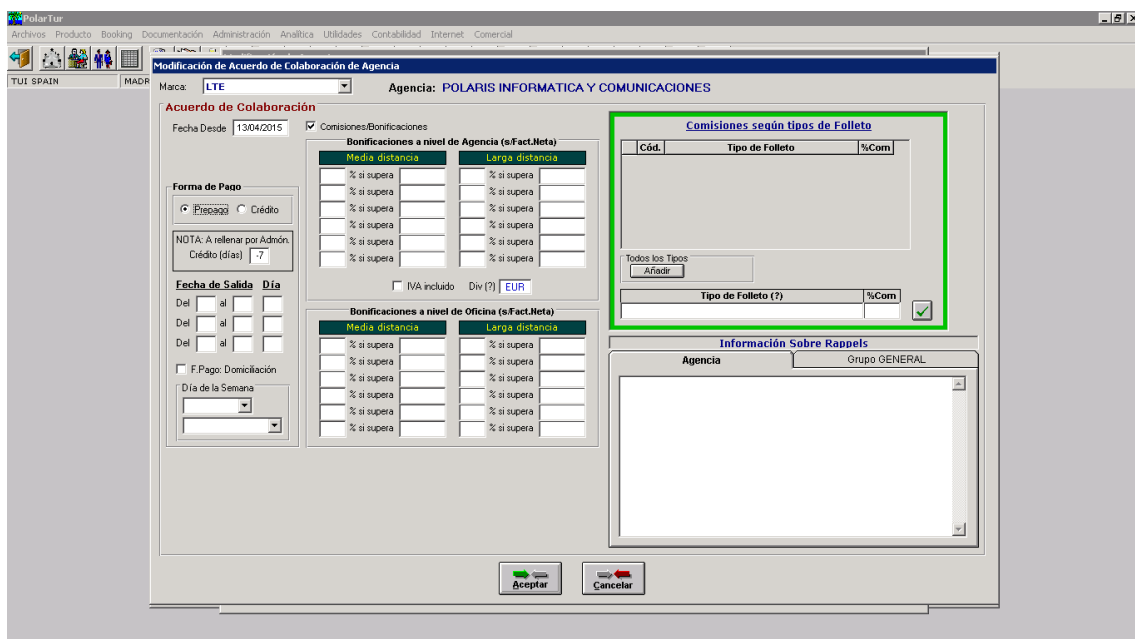 PolarTur
Archivos Producto Booking Documentación Administración Analítica Utilidades Contabilidad Internet Comercial
TUI SPAIN MADR
Modificación de Acuerdo de Colaboración de Agencia
Marca: LTE Agencia: POLARIS INFORMATICA Y COMUNICACIONES
Acuerdo de Colaboración
Fecha Desde 13/04/2015
Forma de Pago
Prepago Crédito
NOTA: A rellenar por Admón.
Crédito (días) -7
Fecha de Salida Día
Del al
Del al
Del al
F.Pago: Domiciliación
Día de la Semana
Comisiones/Bonificaciones
Bonificaciones a nivel de Agencia (s/Fact.Neta)
Media distancia Larga distancia
% si supera % si supera
% si supera % si supera
% si supera % si supera
% si supera % si supera
% si supera % si supera
% si supera % si supera
IVA incluido Div (?) EUR
Bonificaciones a nivel de Oficina (s/Fact.Neta)
Media distancia Larga distancia
% si supera % si supera
% si supera % si supera
% si supera % si supera
% si supera % si supera
% si supera % si supera
% si supera % si supera
Comisiones según tipos de Folleto
Cód. Tipo de Folleto %Com
Todos los Tipos
Añadir
Tipo de Folleto (?) %Com
Información Sobre Rappels
Agencia Grupo GENERAL
Aceptar Cancelar